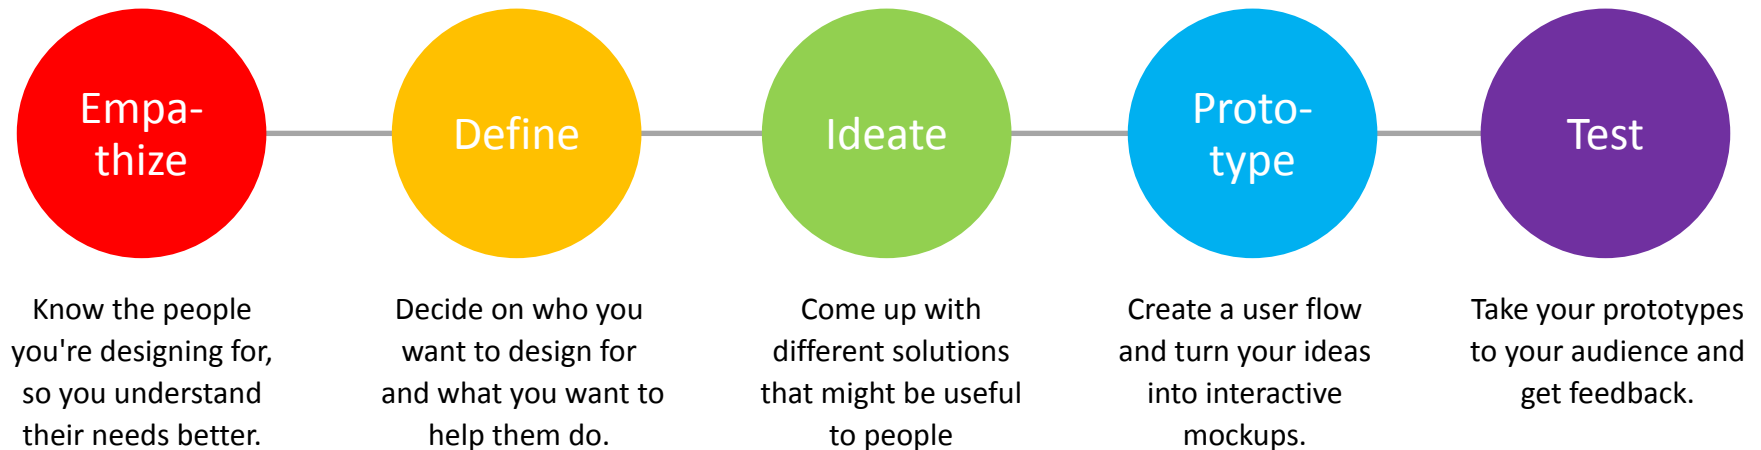 Empa-
thize
Define
Ideate
Proto-
type
Test
Know the people
you're designing for,
so you understand
their needs better.
Decide on who you
want to design for
and what you want to
help them do.
Come up with
different solutions
that might be useful
to people
Create a user flow
and turn your ideas
into interactive
mockups.
Take your prototypes
to your audience and
get feedback.